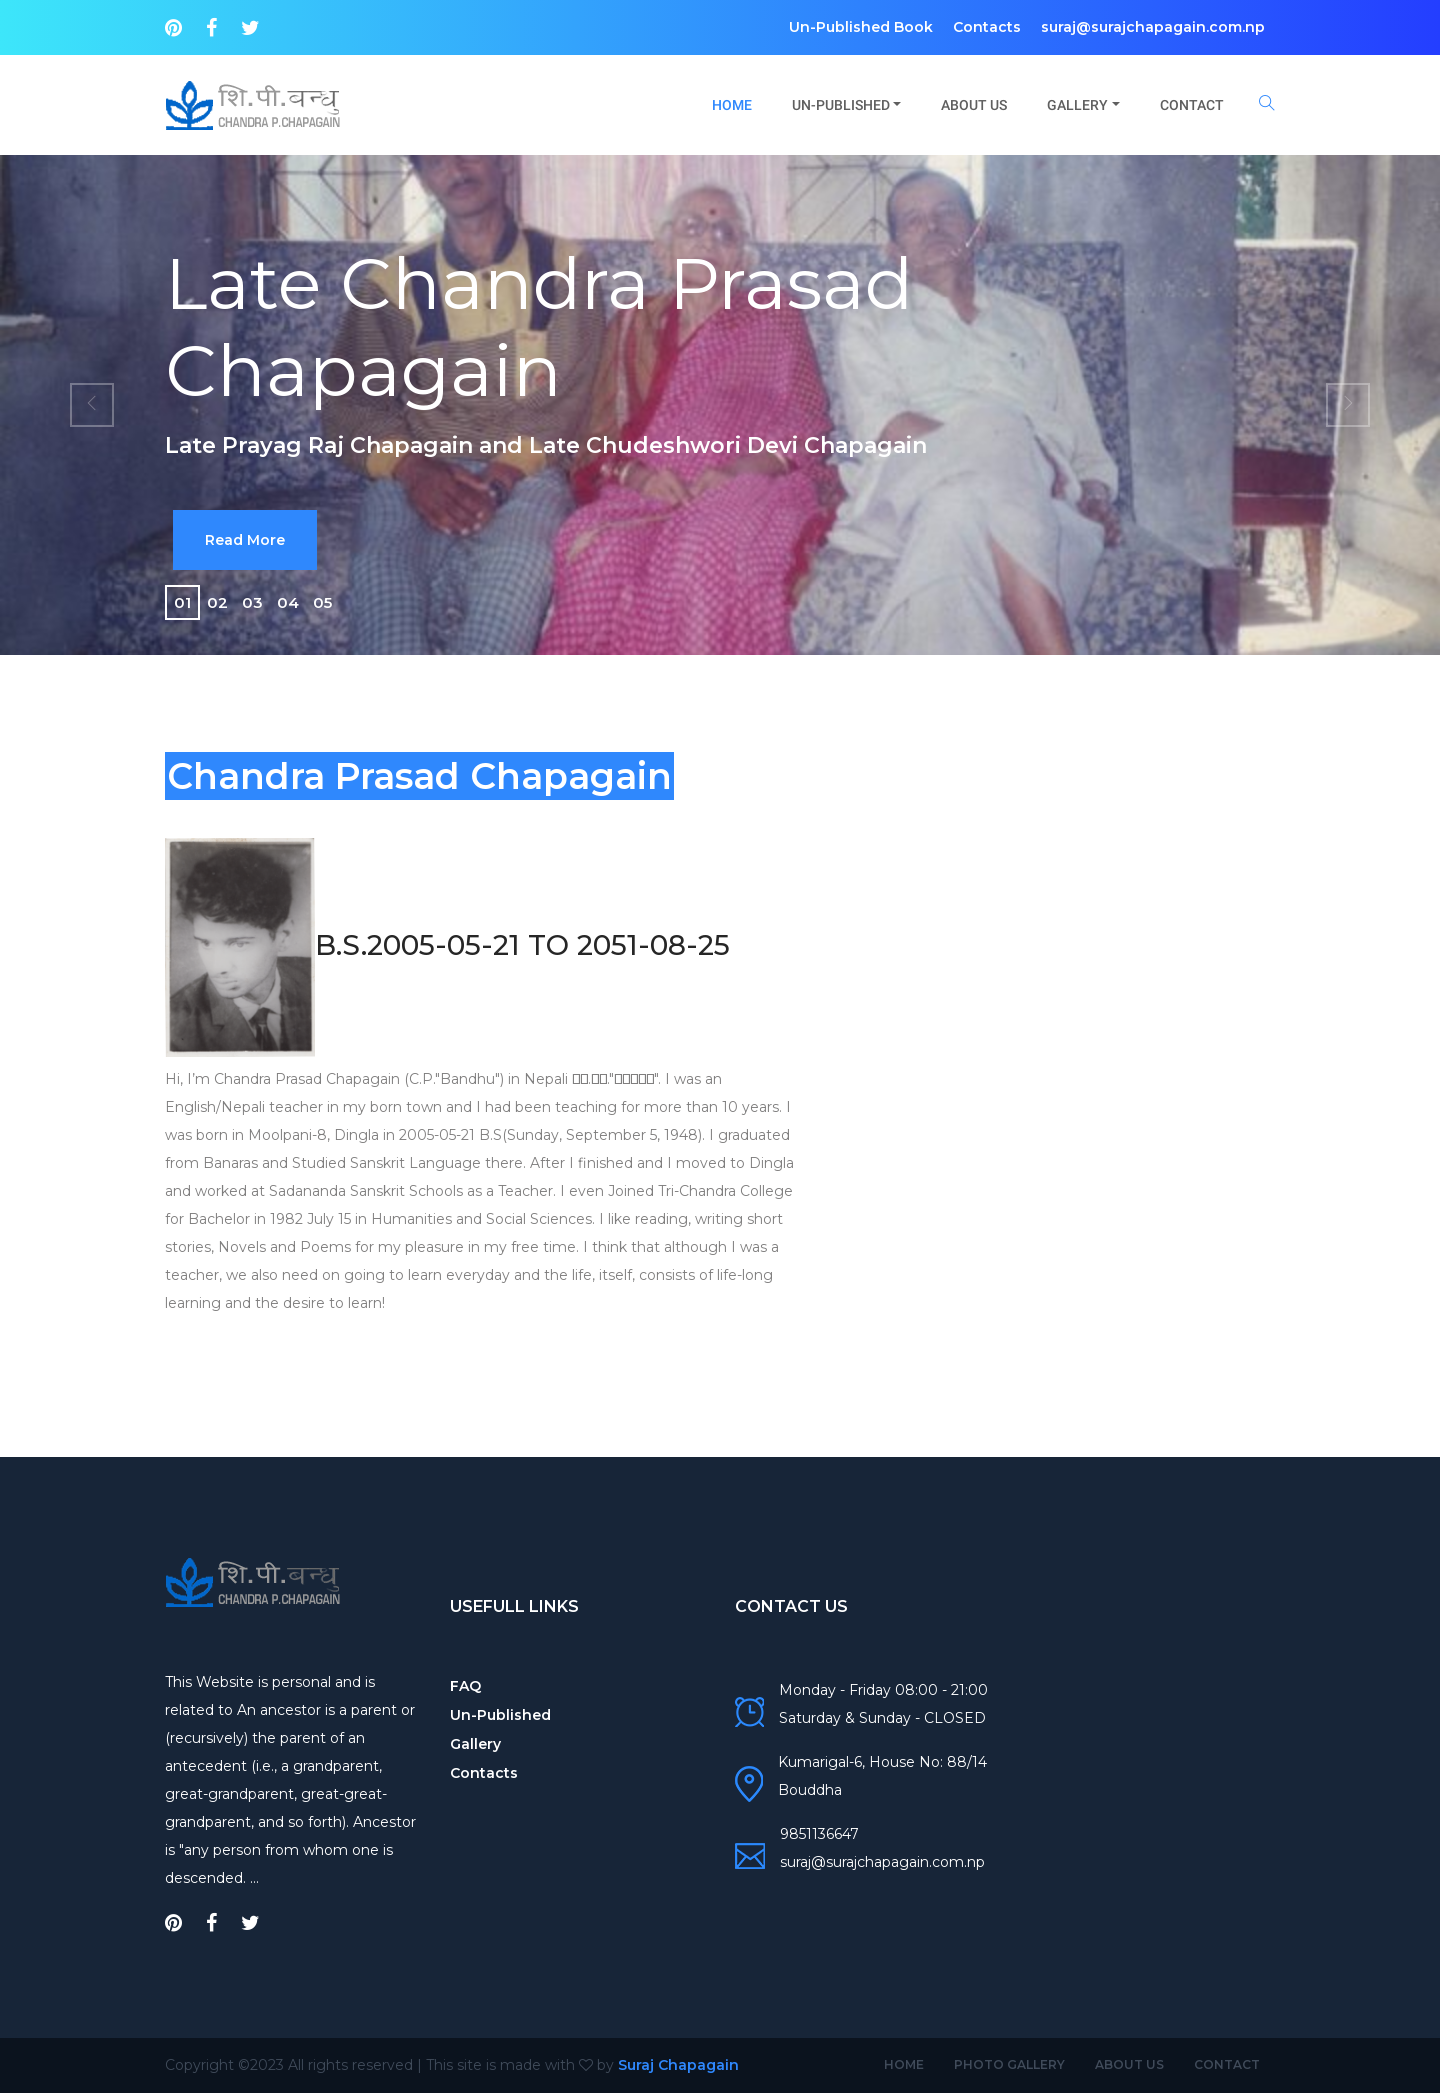 Un-Published Book Contacts suraj@surajchapagain.com.np
शि.पी.वन्धु
CHANDRA P.CHAPAGAIN
HOME UN-PUBLISHED ABOUT US GALLERY CONTACT
Late Chandra Prasad
Chapagain
Late Prayag Raj Chapagain and Late Chudeshwori Devi Chapagain
Read More
01 02 03 04 05
Chandra Prasad Chapagain
B.S.2005-05-21 TO 2051-08-25
Hi, I'm Chandra Prasad Chapagain (C.P."Bandhu") in Nepali ▯▯.▯▯."▯▯▯▯▯". I was an
English/Nepali teacher in my born town and I had been teaching for more than 10 years. I
was born in Moolpani-8, Dingla in 2005-05-21 B.S(Sunday, September 5, 1948). I graduated
from Banaras and Studied Sanskrit Language there. After I finished and I moved to Dingla
and worked at Sadananda Sanskrit Schools as a Teacher. I even Joined Tri-Chandra College
for Bachelor in 1982 July 15 in Humanities and Social Sciences. I like reading, writing short
stories, Novels and Poems for my pleasure in my free time. I think that although I was a
teacher, we also need on going to learn everyday and the life, itself, consists of life-long
learning and the desire to learn!
शि.पी.वन्धु
CHANDRA P.CHAPAGAIN
This Website is personal and is
related to An ancestor is a parent or
(recursively) the parent of an
antecedent (i.e., a grandparent,
great-grandparent, great-great-
grandparent, and so forth). Ancestor
is "any person from whom one is
descended. ...
USEFULL LINKS
FAQ
Un-Published
Gallery
Contacts
CONTACT US
Monday - Friday 08:00 - 21:00
Saturday & Sunday - CLOSED
Kumarigal-6, House No: 88/14
Bouddha
9851136647
suraj@surajchapagain.com.np
Copyright ©2023 All rights reserved | This site is made with ♡ by Suraj Chapagain
HOME PHOTO GALLERY ABOUT US CONTACT